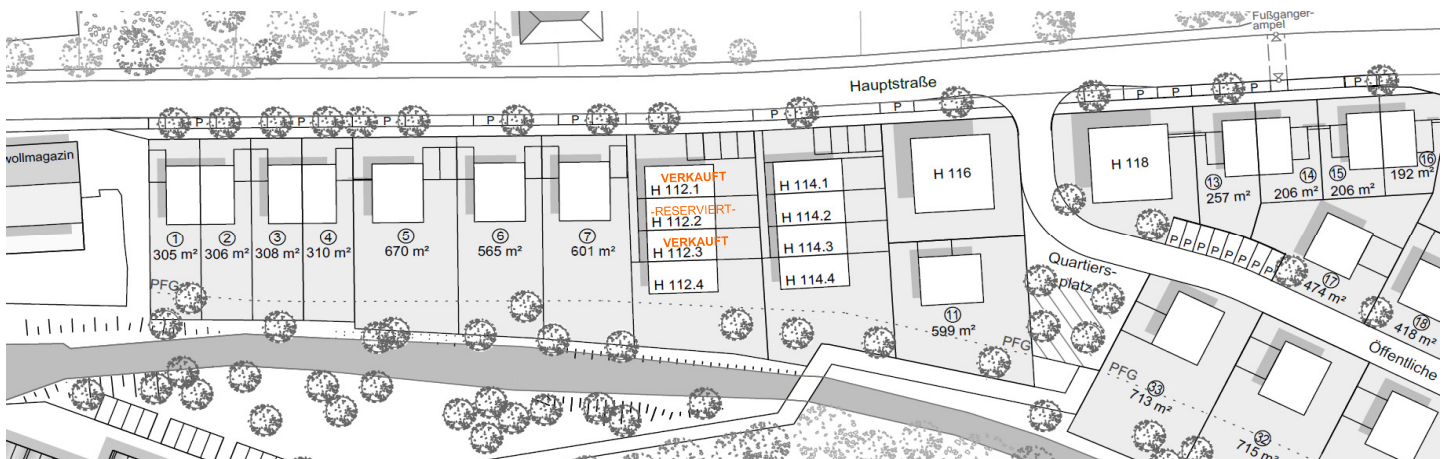 Fußgänger-
ampel
Hauptstraße
P
P
P
P
P
P
P
P
P
P
P
P
wollmagazin
H 112.1
VERKAUFT
H 112.2
-RESERVIERT-
H 112.3
VERKAUFT
H 112.4
H 114.1
H 114.2
H 114.3
H 114.4
H 116
H 118
① 305 m²
② 306 m²
③ 308 m²
④ 310 m²
⑤ 670 m²
⑥ 565 m²
⑦ 601 m²
⑪ 599 m²
⑬ 257 m²
⑭ 206 m²
⑮ 206 m²
⑯ 192 m²
P P P P P P P
Quartiers-
platz
⑰ 474 m²
⑱ 418 m²
Öffentliche
PFG
PFG
PFG
㉝ 713 m²
㉜ 715 m²